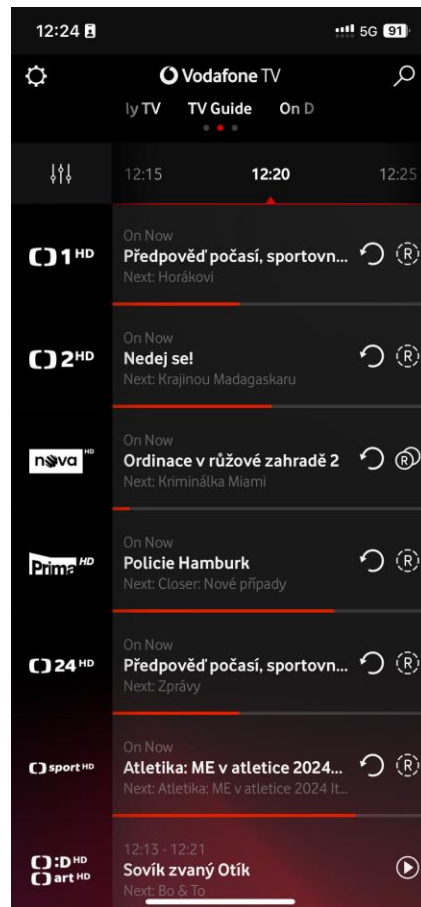 12:24 5G 91
Vodafone TV
ly TV TV Guide On D
12:15 12:20 12:25
On Now
1 HD Předpověď počasí, sportovn... R
Next: Horákovi
On Now
2 HD Nedej se! R
Next: Krajinou Madagaskaru
On Now
nova HD Ordinace v růžové zahradě 2 R
Next: Kriminálka Miami
On Now
Prima HD Policie Hamburk R
Next: Closer: Nové případy
On Now
24 HD Předpověď počasí, sportovn... R
Next: Zprávy
On Now
sport HD Atletika: ME v atletice 2024... R
Next: Atletika: ME v atletice 2024 It...
12:13 - 12:21
:D HD Sovík zvaný Otík
art HD Next: Bo & To